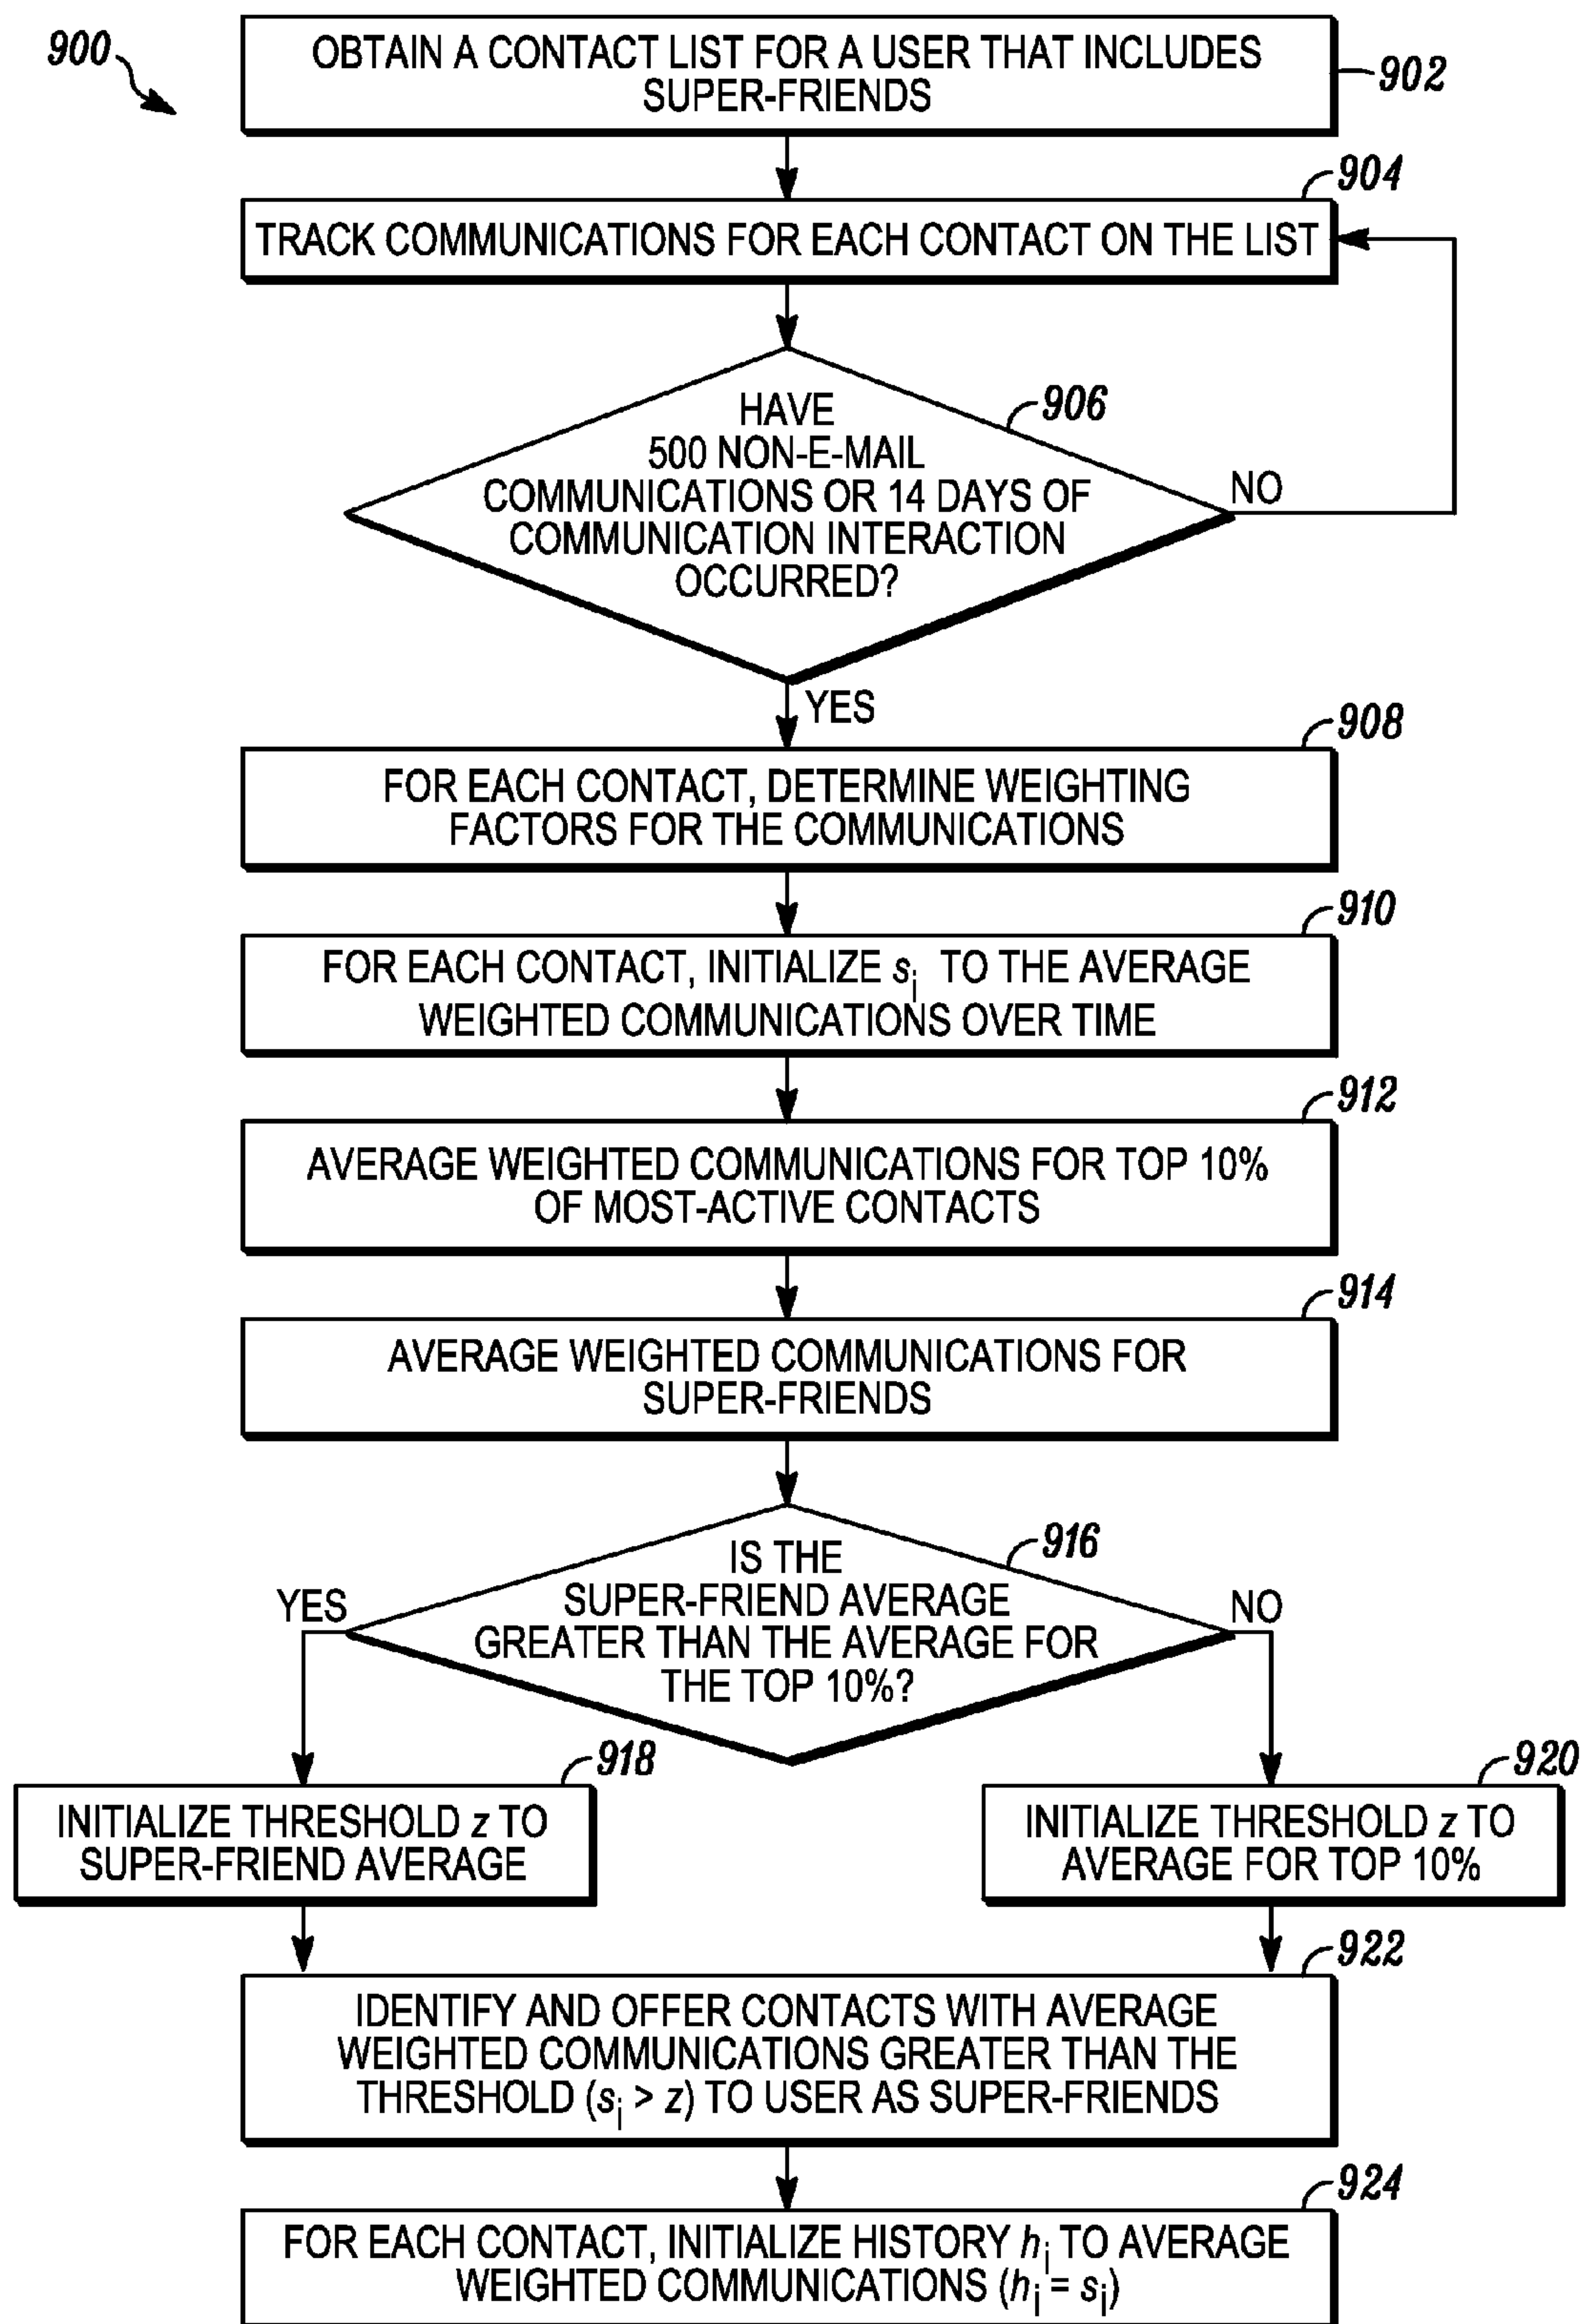 900
OBTAIN A CONTACT LIST FOR A USER THAT INCLUDES
SUPER-FRIENDS
902
904
TRACK COMMUNICATIONS FOR EACH CONTACT ON THE LIST
906
HAVE
500 NON-E-MAIL
COMMUNICATIONS OR 14 DAYS OF
COMMUNICATION INTERACTION
OCCURRED?
NO
YES
908
FOR EACH CONTACT, DETERMINE WEIGHTING
FACTORS FOR THE COMMUNICATIONS
910
FOR EACH CONTACT, INITIALIZE si TO THE AVERAGE
WEIGHTED COMMUNICATIONS OVER TIME
912
AVERAGE WEIGHTED COMMUNICATIONS FOR TOP 10%
OF MOST-ACTIVE CONTACTS
914
AVERAGE WEIGHTED COMMUNICATIONS FOR
SUPER-FRIENDS
916
IS THE
SUPER-FRIEND AVERAGE
GREATER THAN THE AVERAGE FOR
THE TOP 10%?
YES
NO
918
INITIALIZE THRESHOLD z TO
SUPER-FRIEND AVERAGE
920
INITIALIZE THRESHOLD z TO
AVERAGE FOR TOP 10%
922
IDENTIFY AND OFFER CONTACTS WITH AVERAGE
WEIGHTED COMMUNICATIONS GREATER THAN THE
THRESHOLD (si > z) TO USER AS SUPER-FRIENDS
924
FOR EACH CONTACT, INITIALIZE HISTORY hi TO AVERAGE
WEIGHTED COMMUNICATIONS (hi = si)